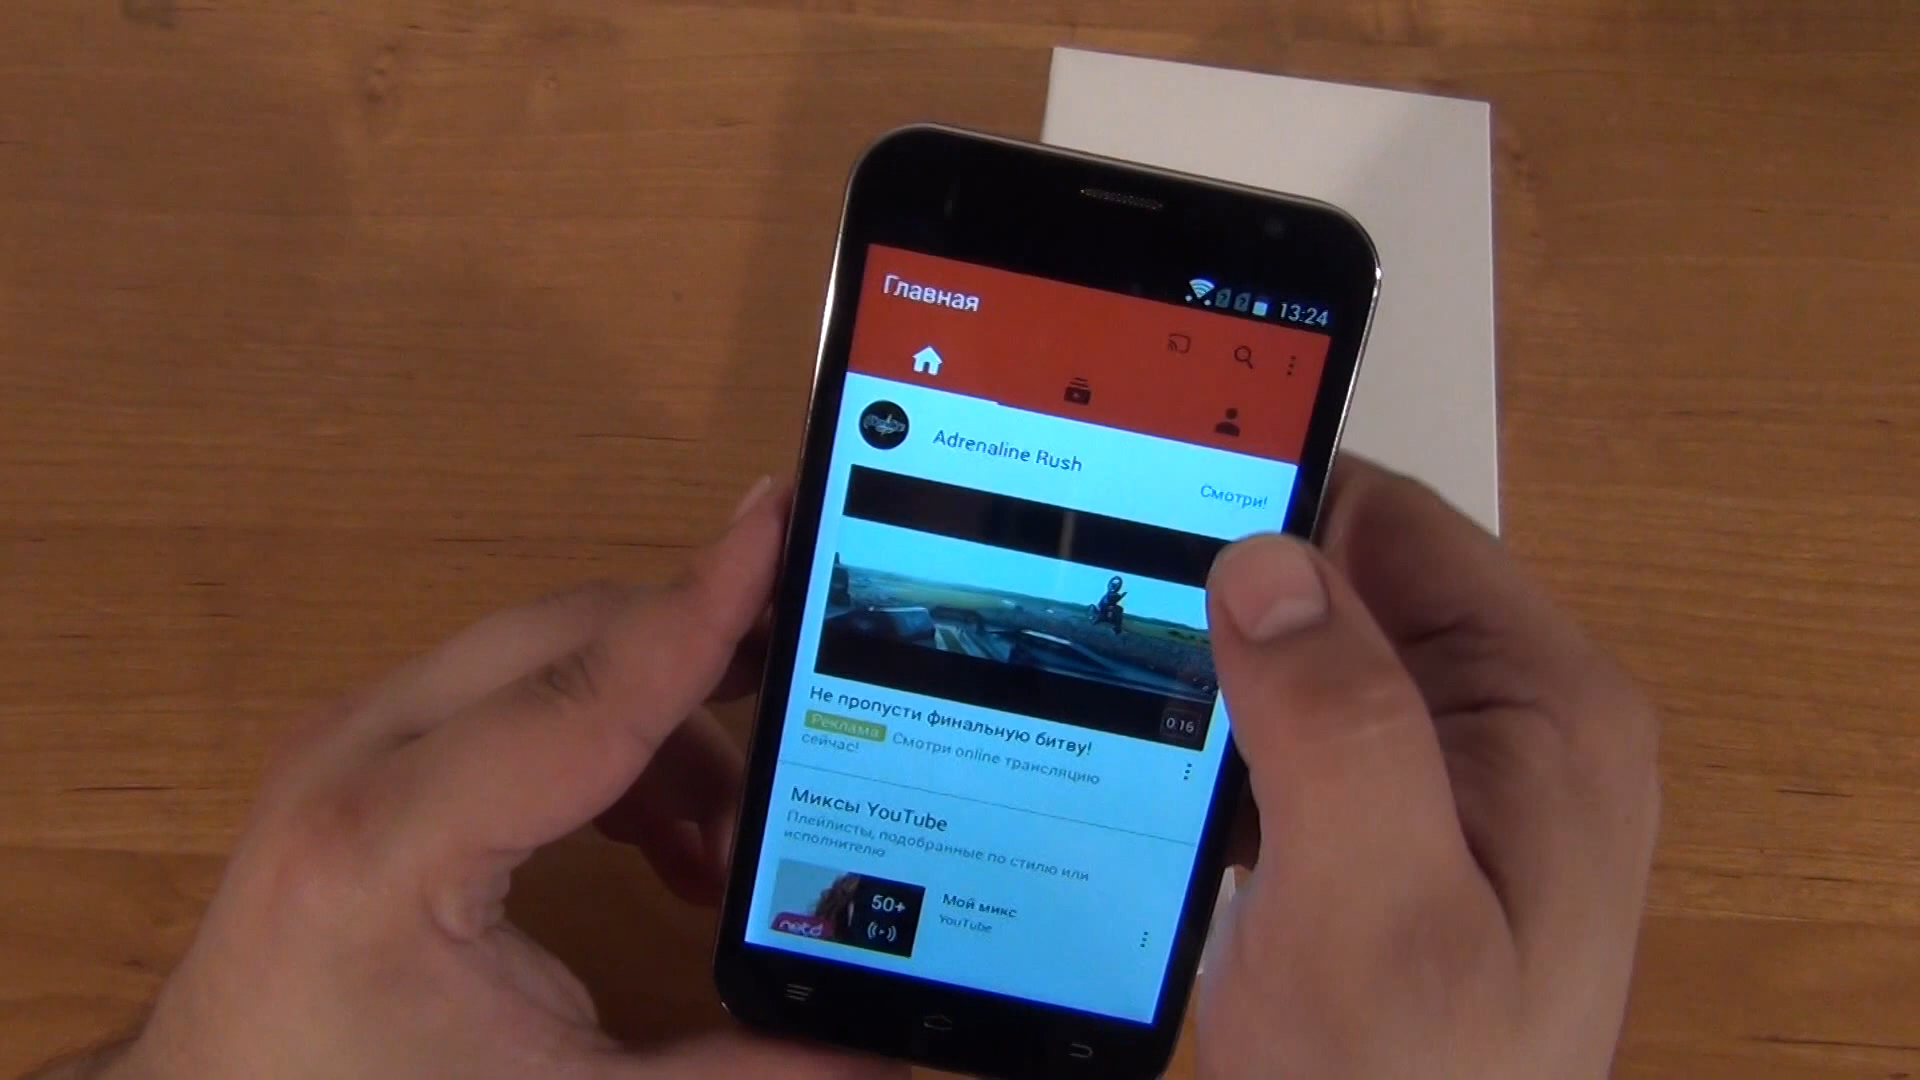 13:24
Главная
Adrenaline Rush
Смотри!
0:16
Не пропусти финальную битву!
Реклама Смотри online трансляцию
сейчас!
Миксы YouTube
Плейлисты, подобранные по стилю или
исполнителю
50+
netd
Мой микс
YouTube